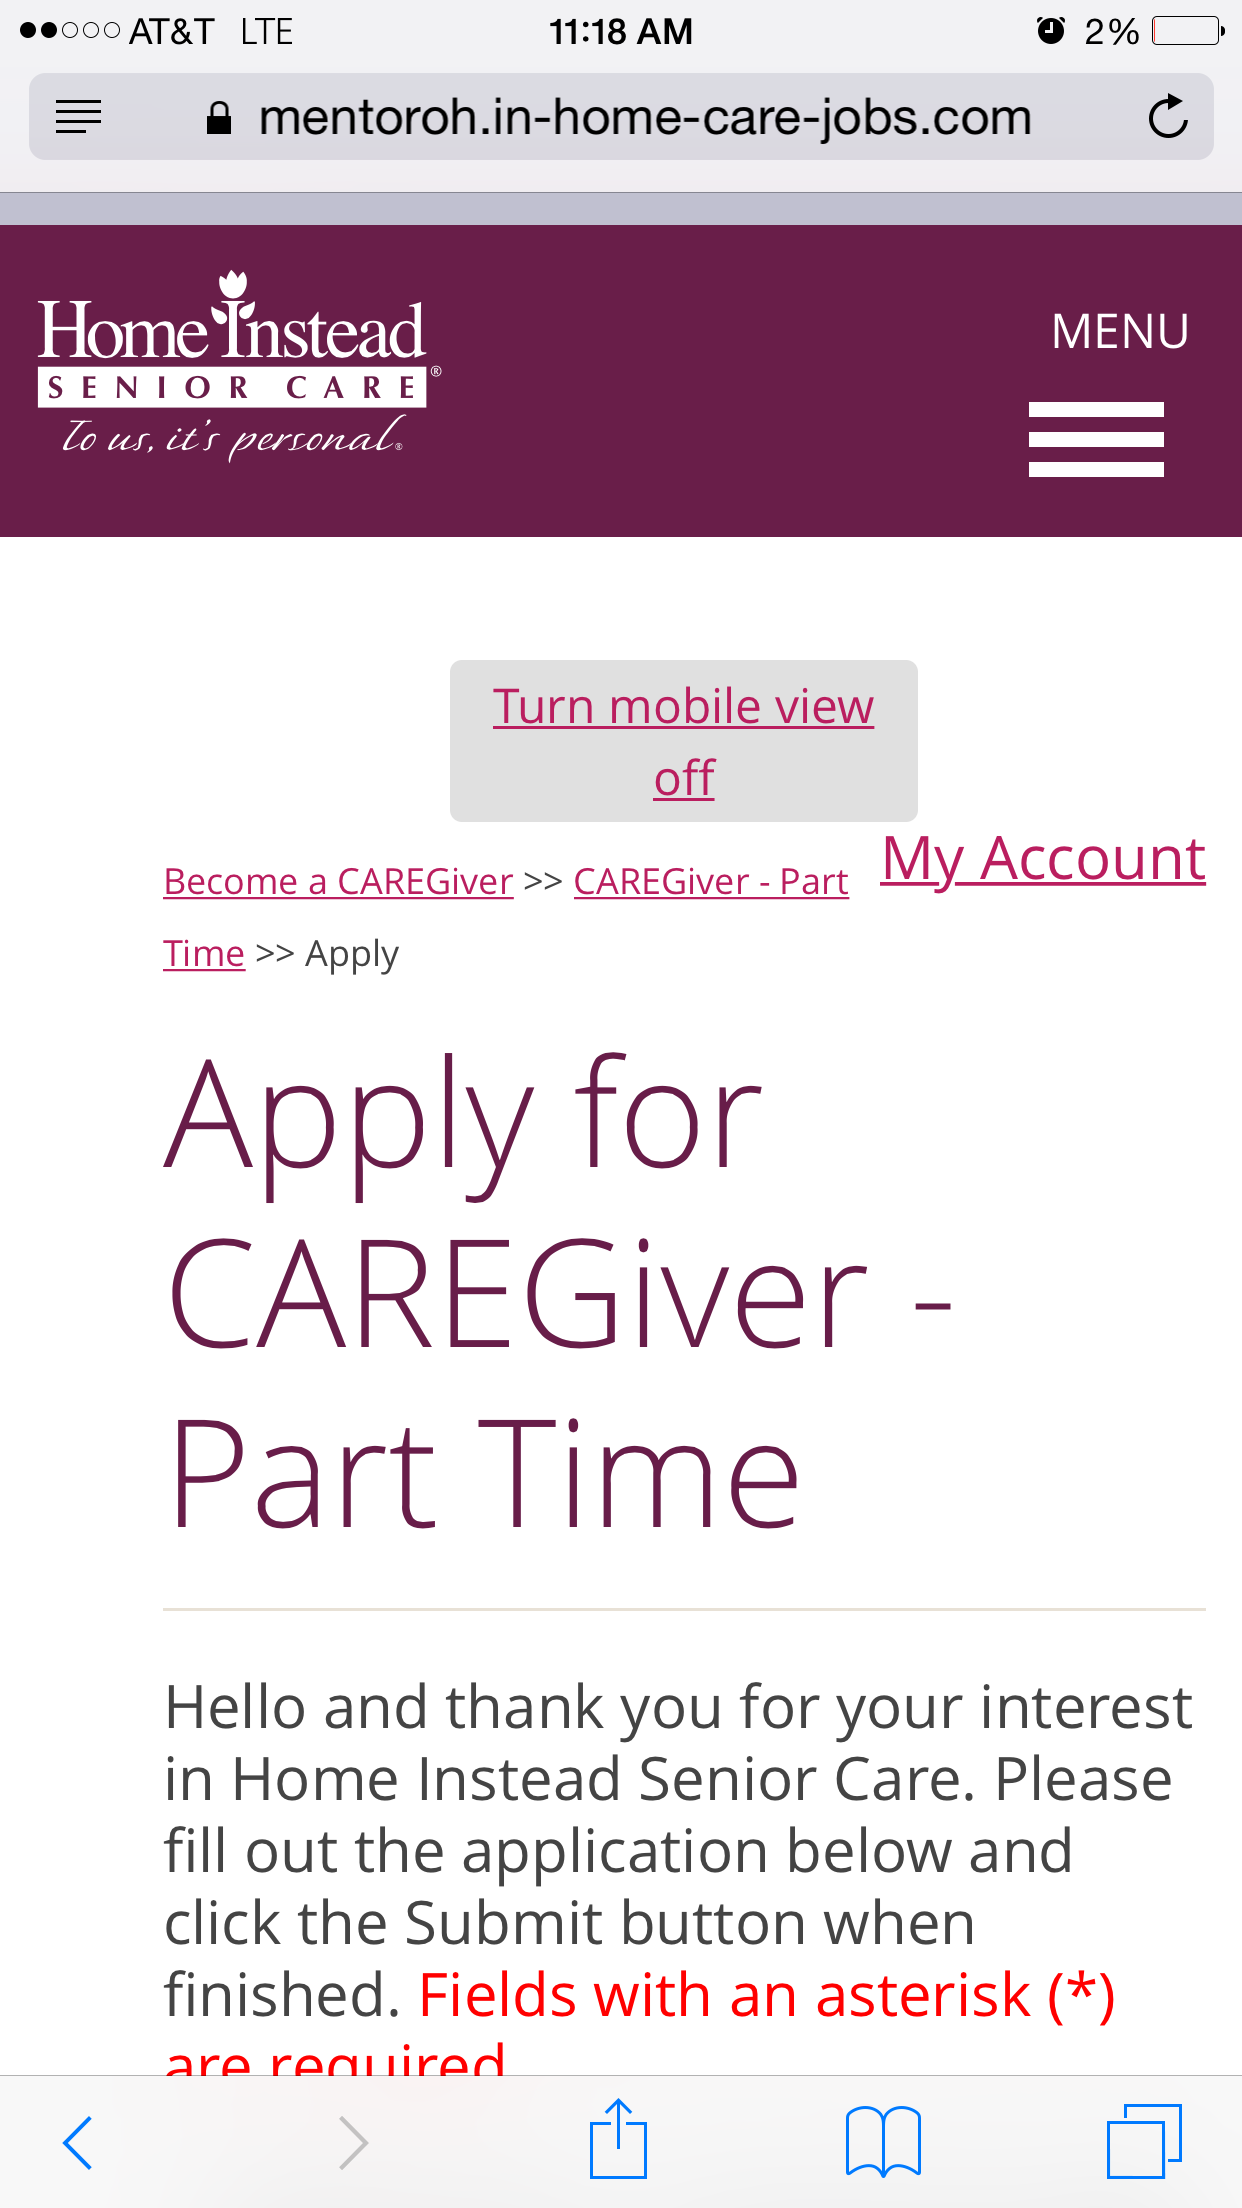 AT&T LTE 11:18 AM 2%
mentoroh.in-home-care-jobs.com
Home Instead
SENIOR CARE®
To us, it's personal.®
MENU
Turn mobile view
off
My Account
Become a CAREGiver >> CAREGiver - Part
Time >> Apply
Apply for
CAREGiver -
Part Time
Hello and thank you for your interest
in Home Instead Senior Care. Please
fill out the application below and
click the Submit button when
finished. Fields with an asterisk (*)
are required